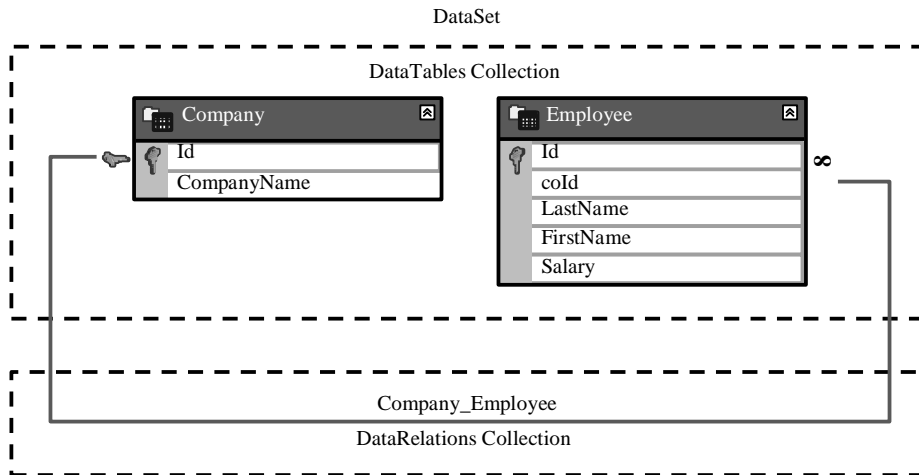 DataSet
DataTables Collection
Company
Id
CompanyName
Employee
Id
coId
LastName
FirstName
Salary
∞
Company_Employee
DataRelations Collection